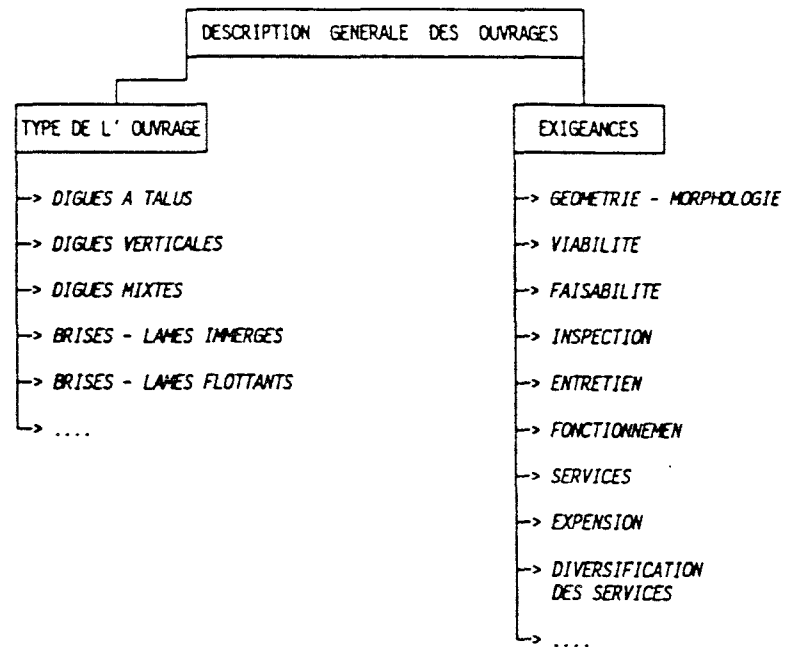 DESCRIPTION GENERALE DES OUVRAGES
TYPE DE L' OUVRAGE
--> DIGUES A TALUS
--> DIGUES VERTICALES
--> DIGUES MIXTES
--> BRISES - LAMES IMMERGES
--> BRISES - LAMES FLOTTANTS
--> ....
EXIGEANCES
--> GEOMETRIE - MORPHOLOGIE
--> VIABILITE
--> FAISABILITE
--> INSPECTION
--> ENTRETIEN
--> FONCTIONNEMEN
--> SERVICES
--> EXPENSION
--> DIVERSIFICATION
DES SERVICES
--> ....